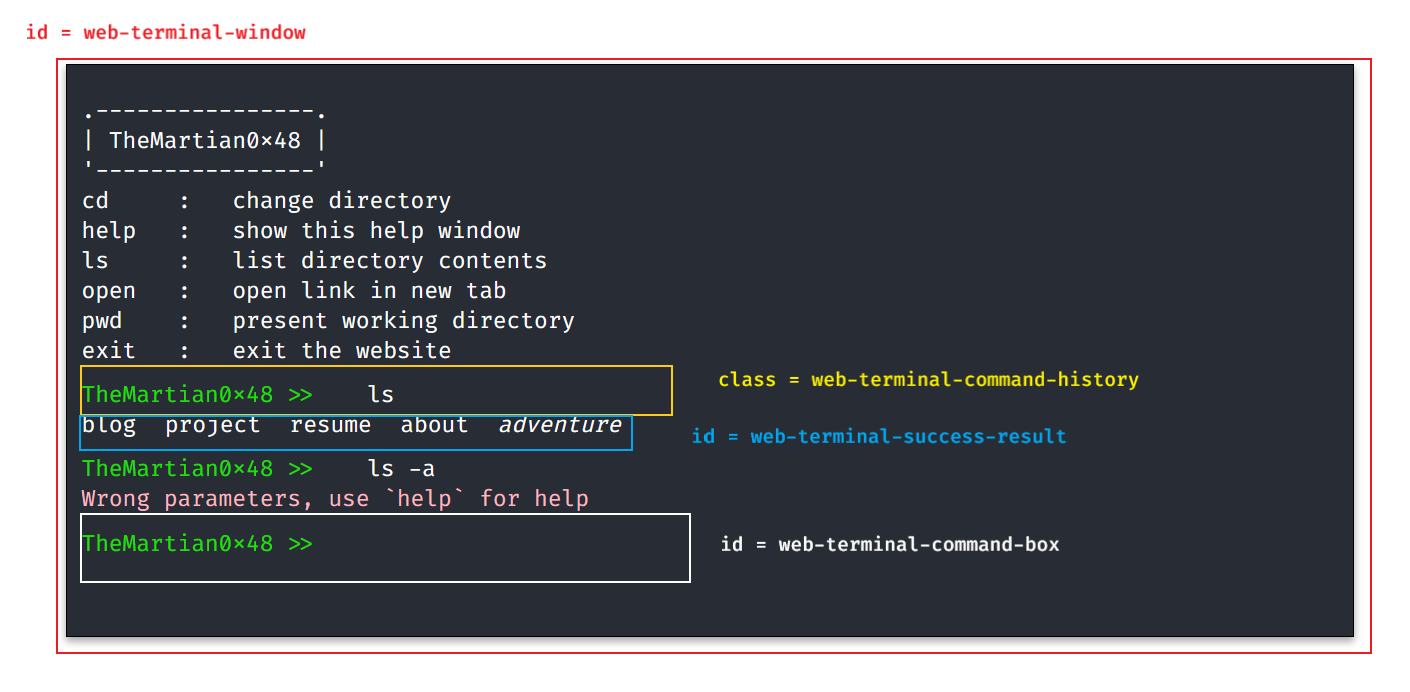 id = web-terminal-window
.----------------.
| TheMartian0×48 |
'----------------'
cd : change directory
help : show this help window
ls : list directory contents
open : open link in new tab
pwd : present working directory
exit : exit the website
class = web-terminal-command-history
TheMartian0×48 >> ls
blog project resume about adventure
id = web-terminal-success-result
TheMartian0×48 >> ls -a
Wrong parameters, use `help` for help
TheMartian0×48 >>
id = web-terminal-command-box